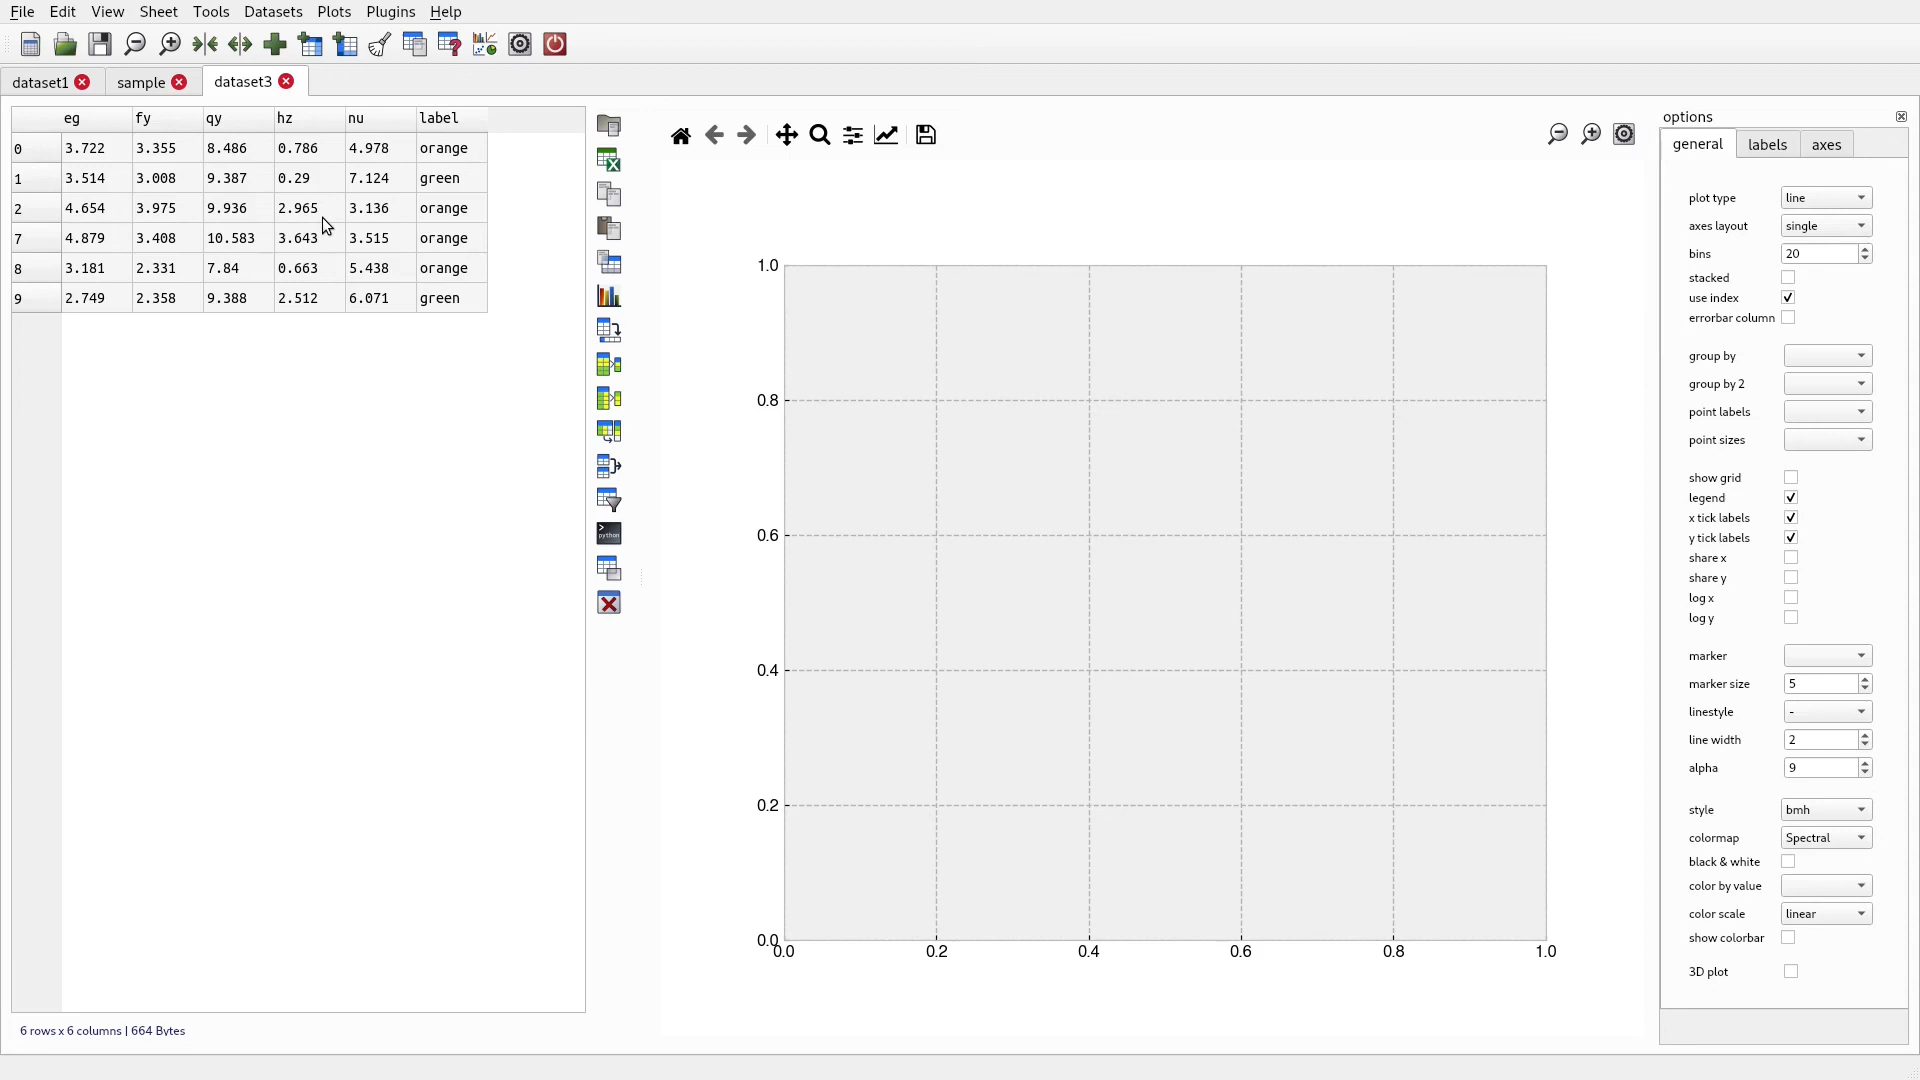 File Edit View Sheet Tools Datasets Plots Plugins Help
dataset1 sample dataset3
eg fy qy hz nu label
0 3.722 3.355 8.486 0.786 4.978 orange
1 3.514 3.008 9.387 0.29 7.124 green
2 4.654 3.975 9.936 2.965 3.136 orange
7 4.879 3.408 10.583 3.643 3.515 orange
8 3.181 2.331 7.84 0.663 5.438 orange
9 2.749 2.358 9.388 2.512 6.071 green
6 rows x 6 columns | 664 Bytes
python
1.0
0.8
0.6
0.4
0.2
0.0
0.0 0.2 0.4 0.6 0.8 1.0
options
general labels axes
plot type line
axes layout single
bins 20
stacked
use index
errorbar column
group by
group by 2
point labels
point sizes
show grid
legend
x tick labels
y tick labels
share x
share y
log x
log y
marker
marker size 5
linestyle -
line width 2
alpha 9
style bmh
colormap Spectral
black & white
color by value
color scale linear
show colorbar
3D plot